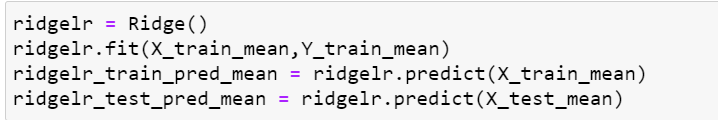 ridgelr = Ridge()
ridgelr.fit(X_train_mean,Y_train_mean)
ridgelr_train_pred_mean = ridgelr.predict(X_train_mean)
ridgelr_test_pred_mean = ridgelr.predict(X_test_mean)